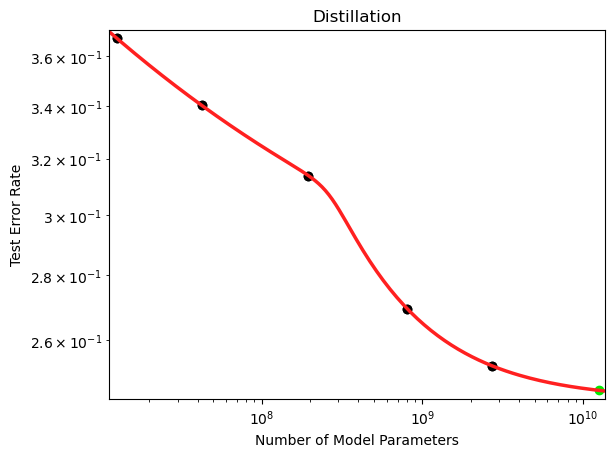 Distillation
3.6 × 10⁻¹
3.4 × 10⁻¹
3.2 × 10⁻¹
3 × 10⁻¹
2.8 × 10⁻¹
2.6 × 10⁻¹
Test Error Rate
10⁸
10⁹
10¹⁰
Number of Model Parameters